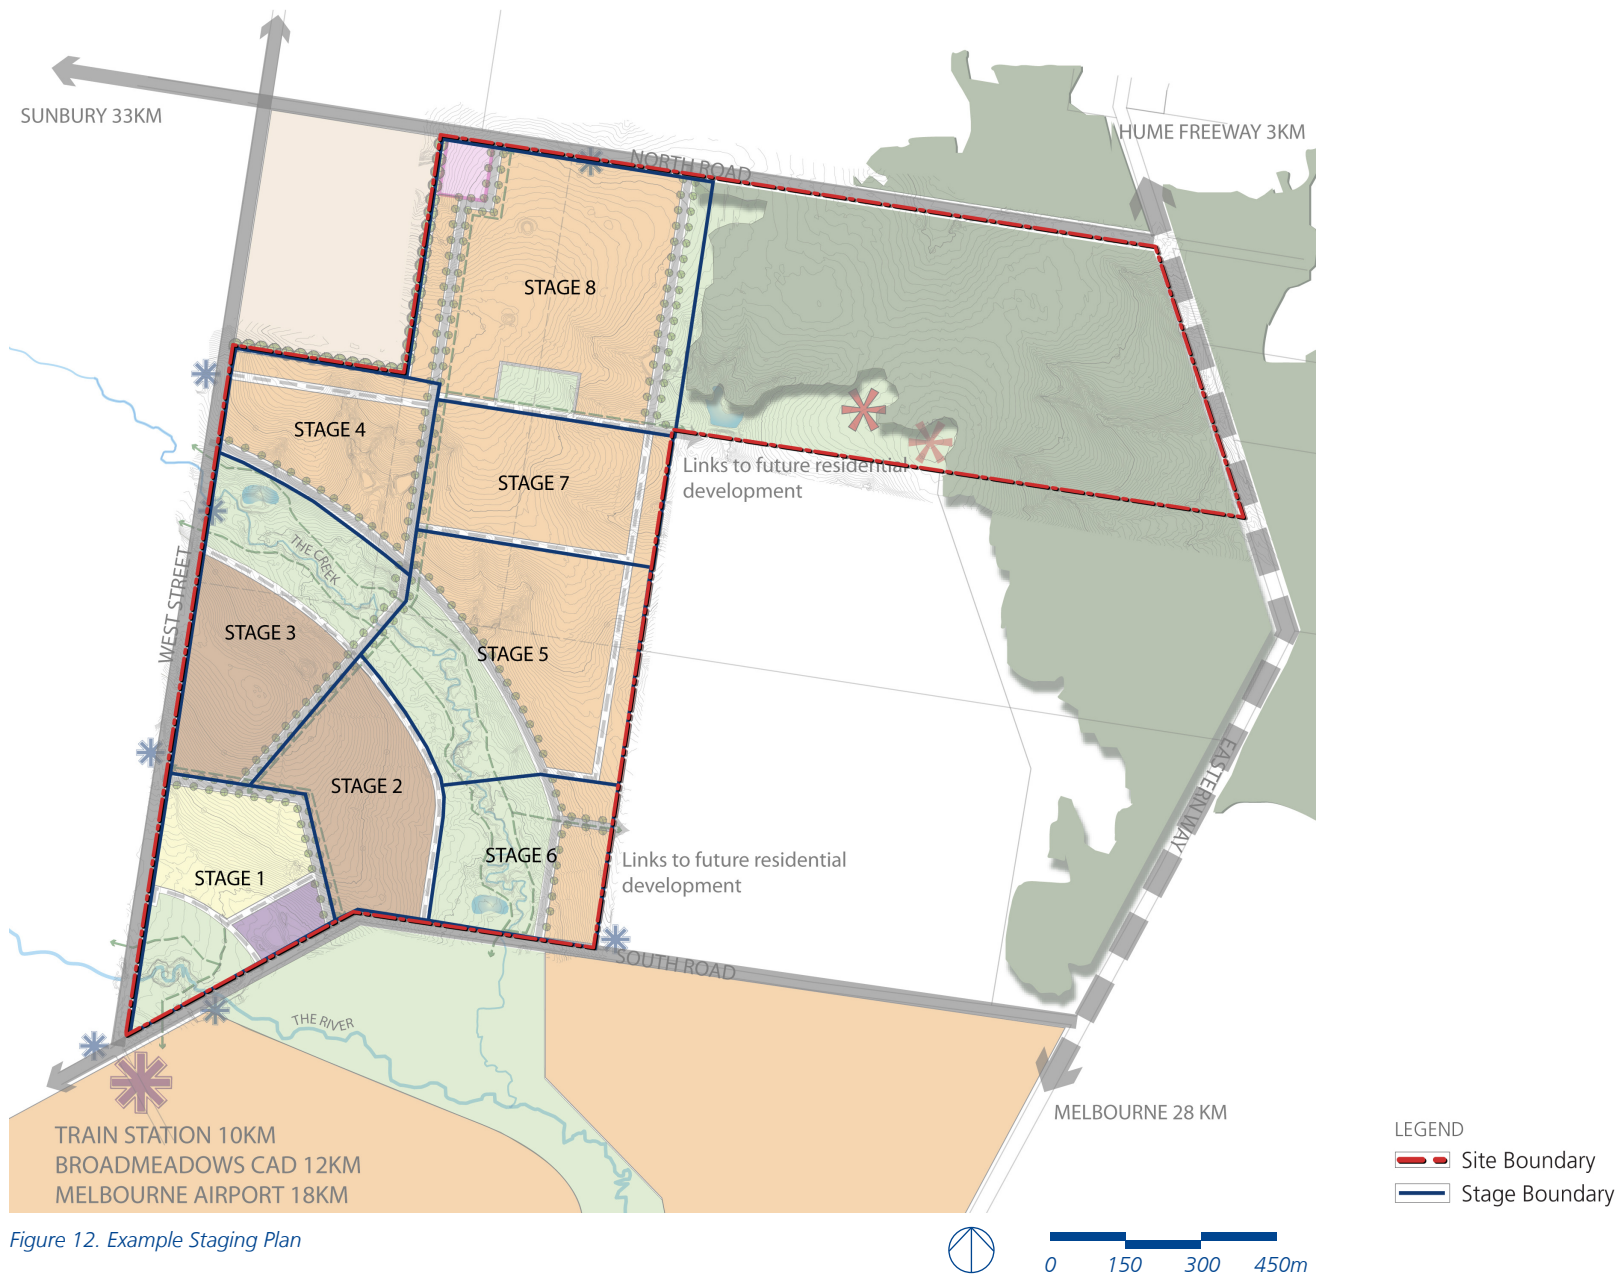 SUNBURY 33KM
HUME FREEWAY 3KM
NORTH ROAD
STAGE 8
STAGE 4
Links to future residential
development
STAGE 7
THE CREEK
WEST STREET
STAGE 3
STAGE 5
STAGE 2
EASTERN WAY
STAGE 6
Links to future residential
development
STAGE 1
SOUTH ROAD
THE RIVER
MELBOURNE 28 KM
TRAIN STATION 10KM
BROADMEADOWS CAD 12KM
MELBOURNE AIRPORT 18KM
LEGEND
Site Boundary
Stage Boundary
Figure 12. Example Staging Plan
0 150 300 450m